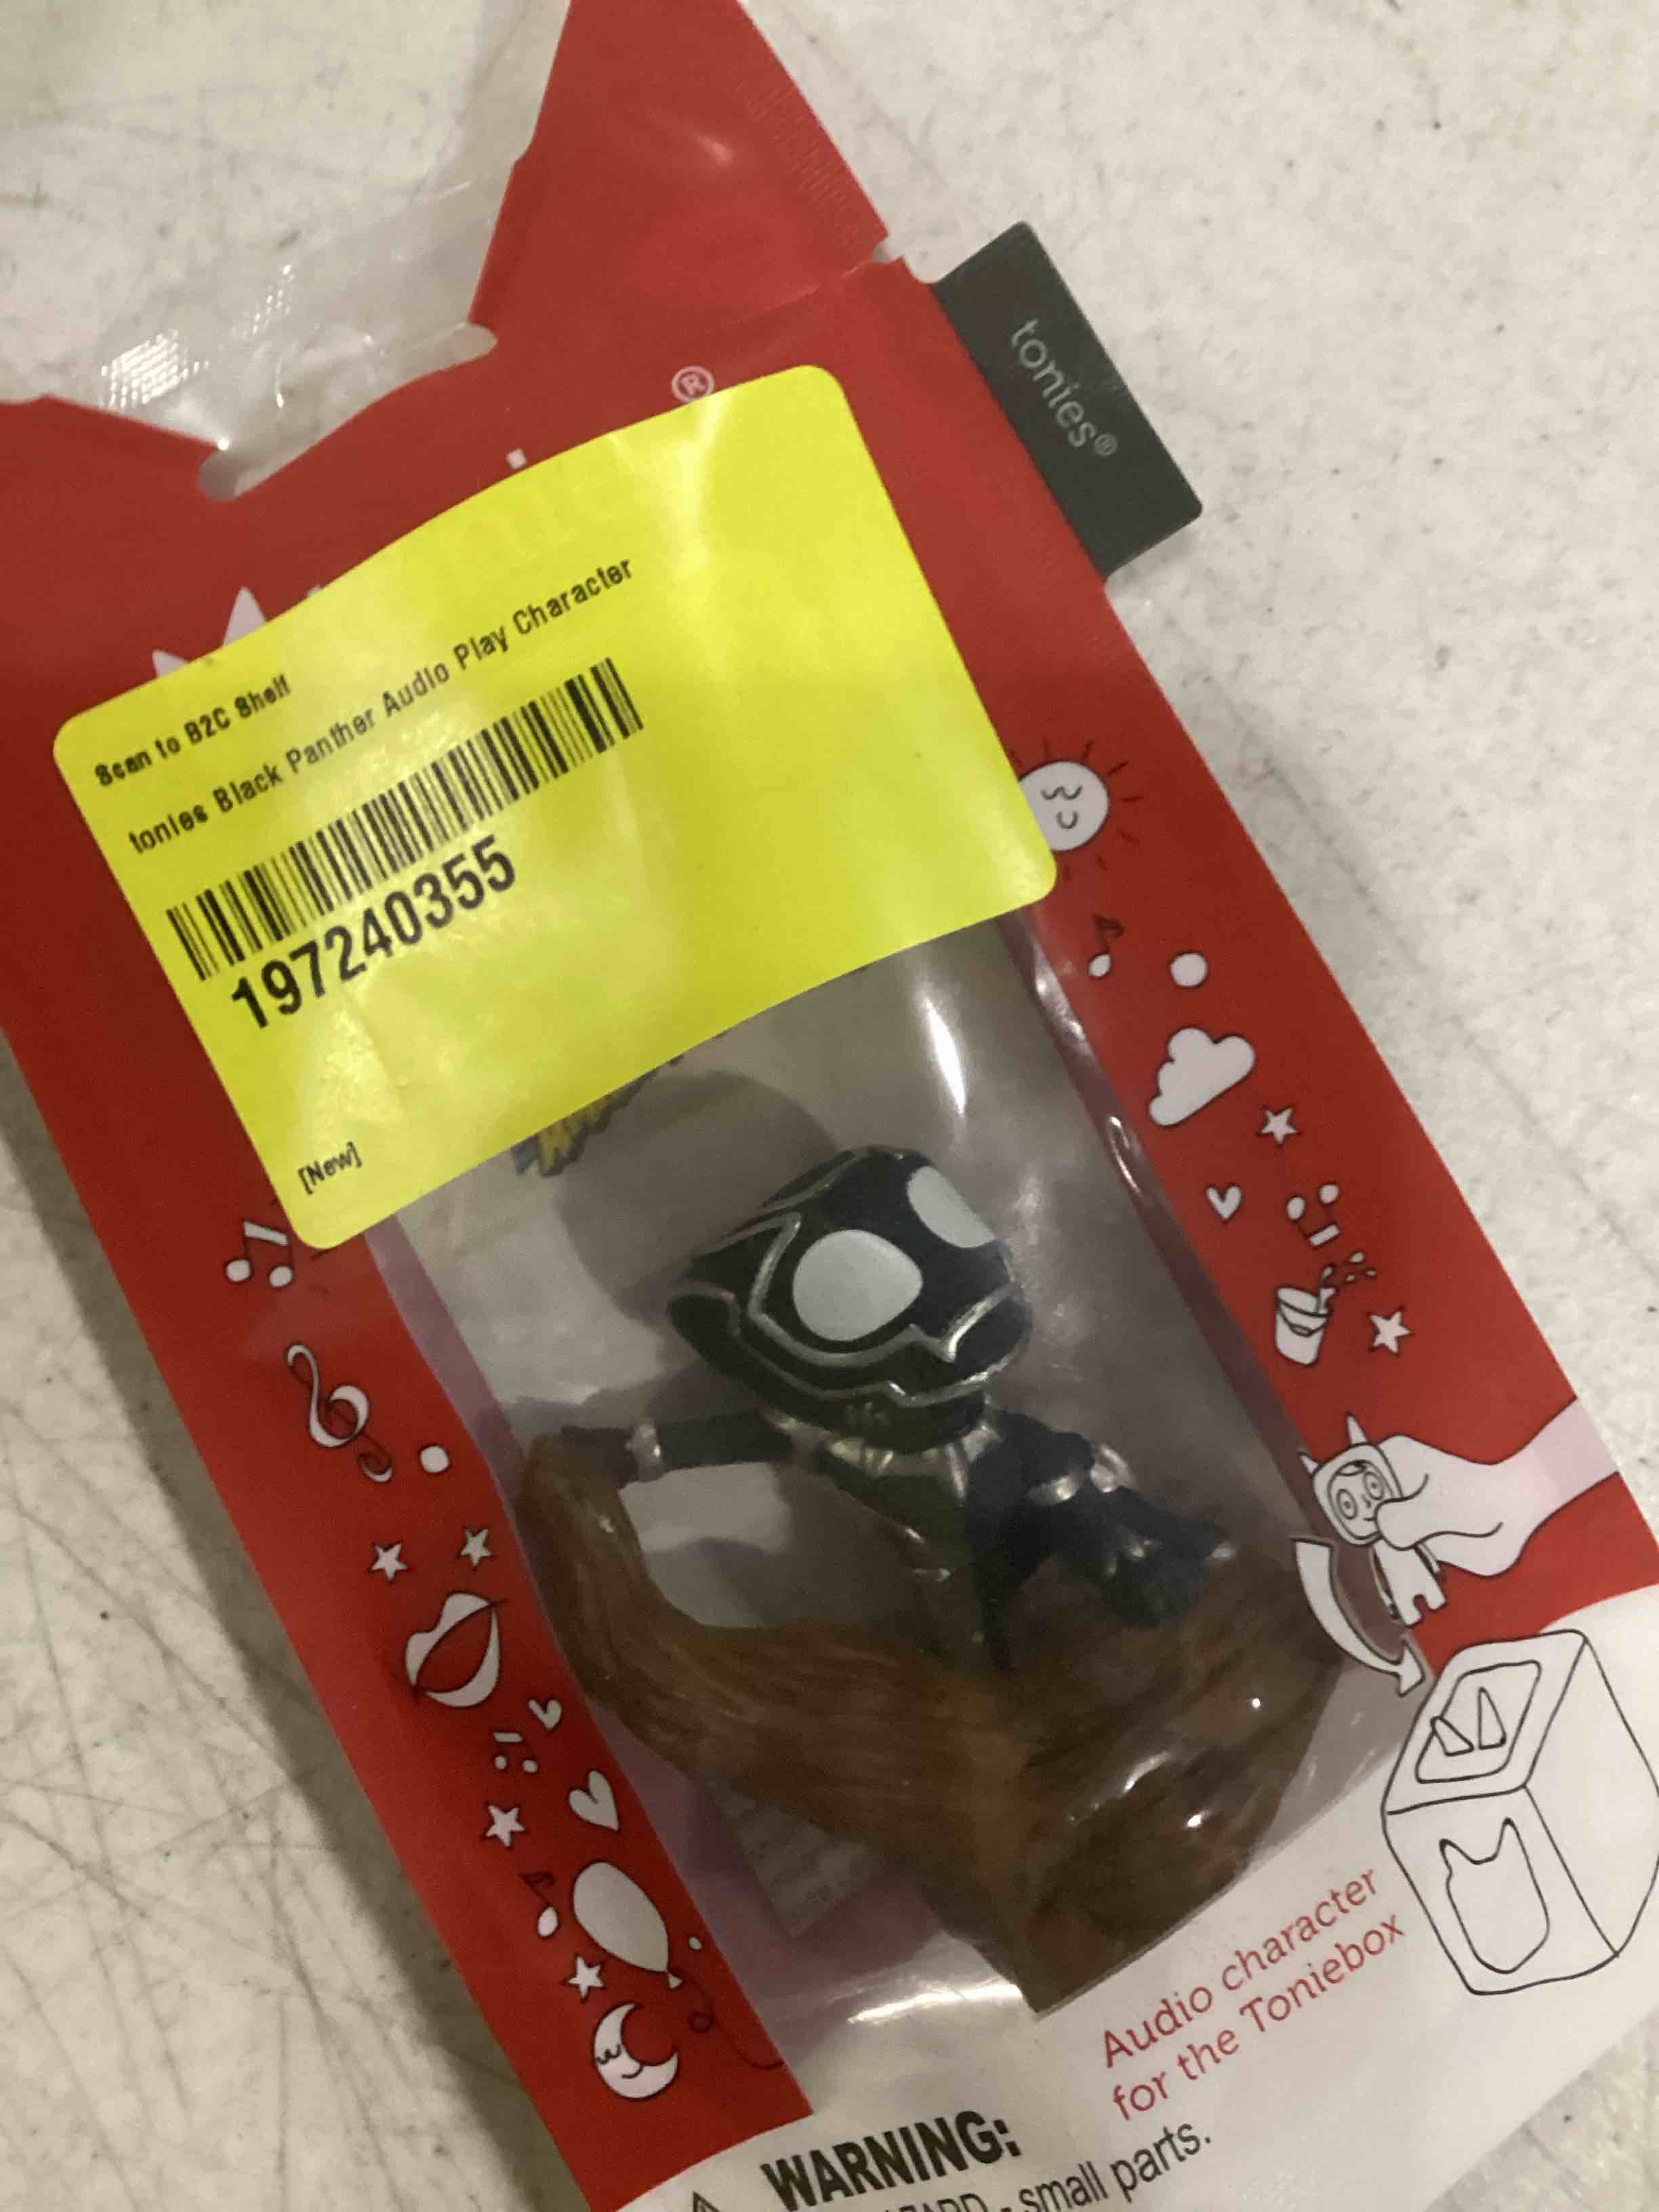 ®
tonies®
Scan to B2C Shelf
tonies Black Panther Audio Play Character
197240355
[New]
Audio character
for the Toniebox
WARNING:
- small parts.